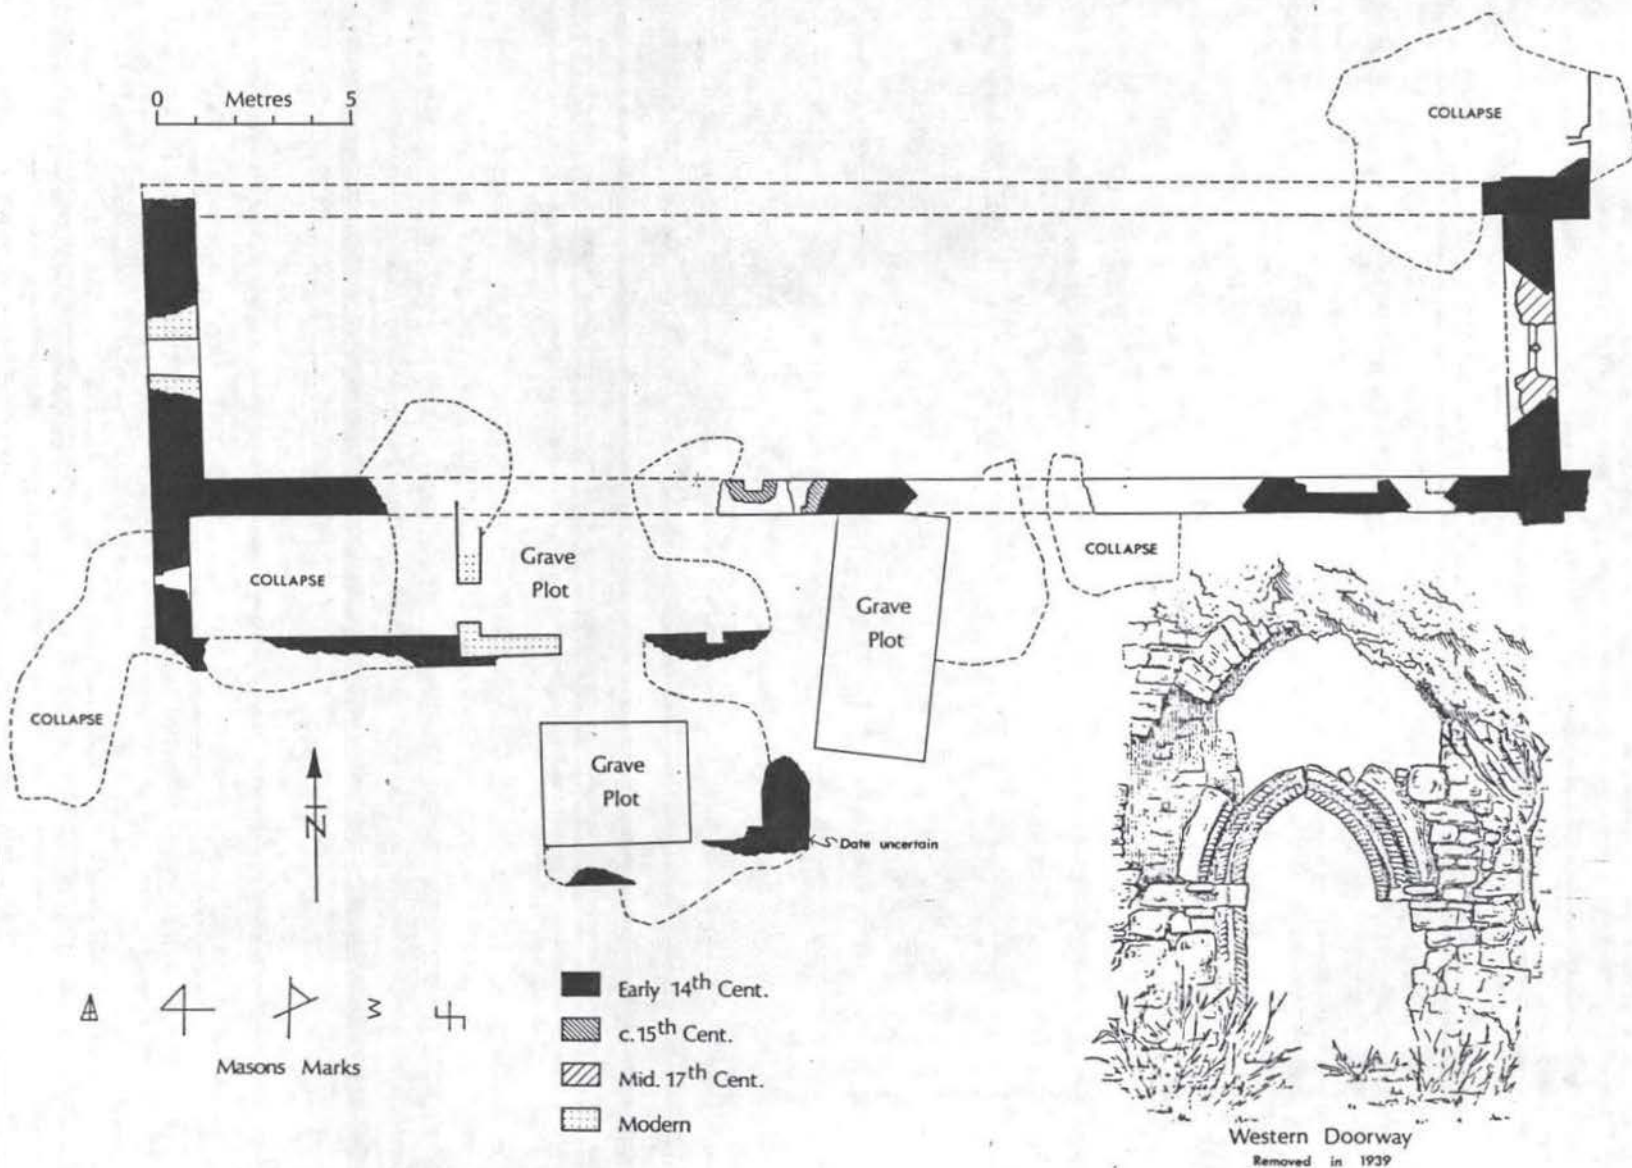 0 Metres 5
COLLAPSE
COLLAPSE
Grave
Plot
COLLAPSE
Grave
Plot
COLLAPSE
Grave
Plot
Date uncertain
N
Masons Marks
Early 14th Cent.
c.15th Cent.
Mid. 17th Cent.
Modern
Western Doorway
Removed in 1939